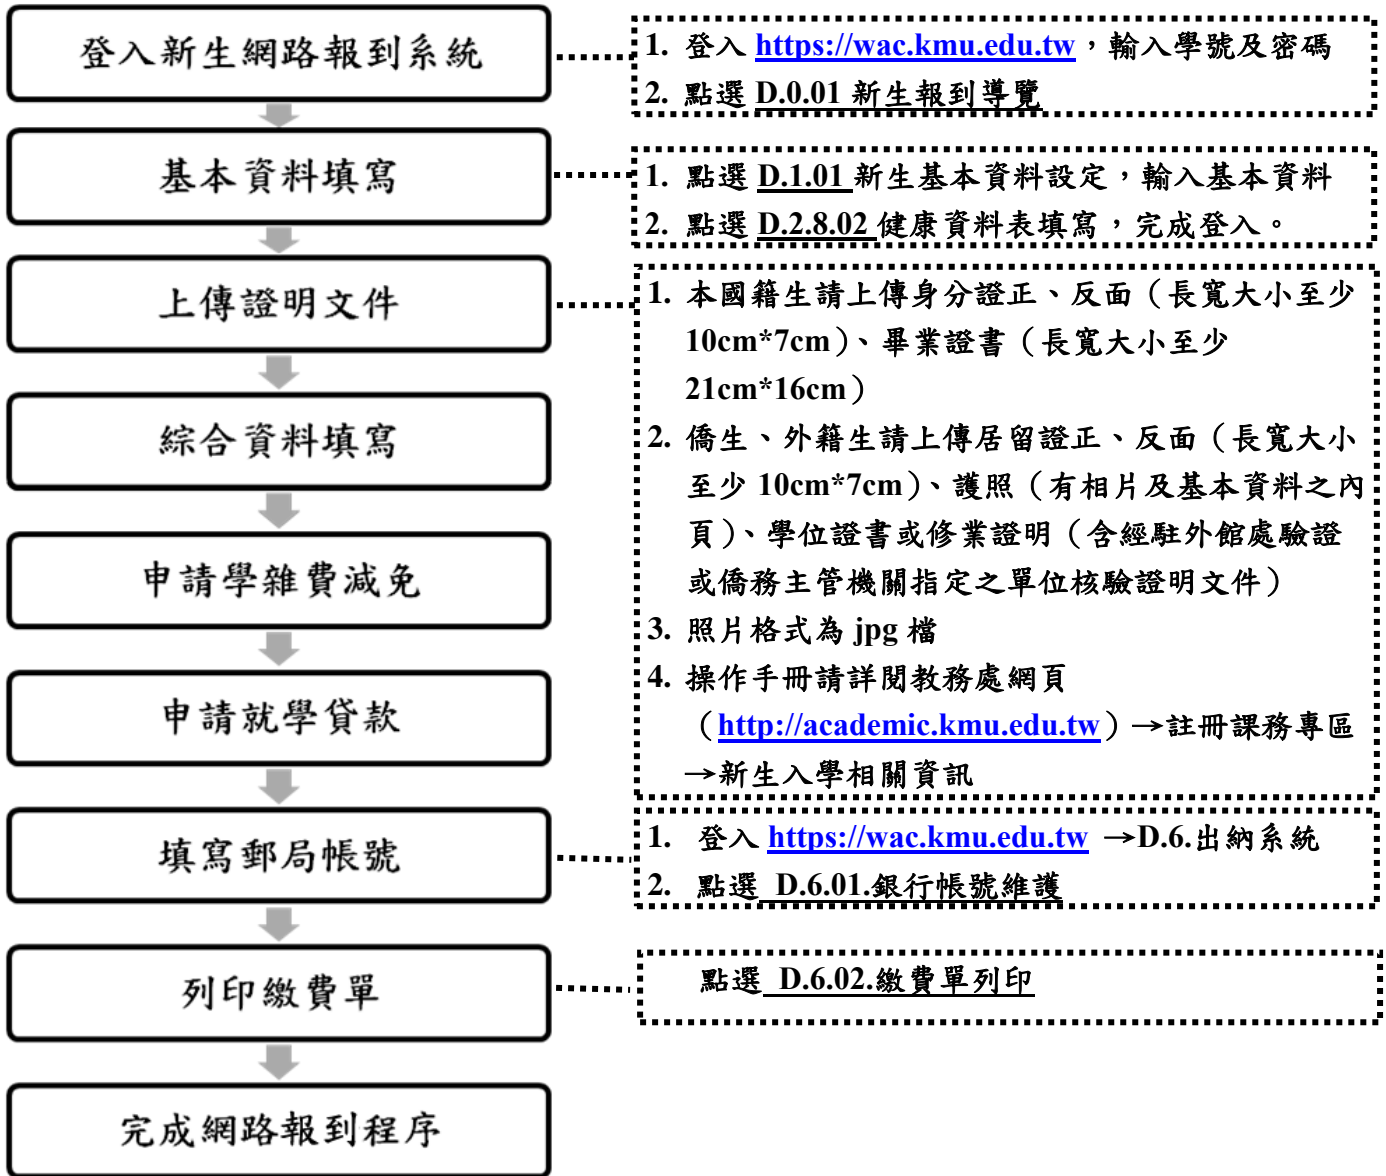 登入新生網路報到系統
1. 登入 https://wac.kmu.edu.tw，輸入學號及密碼
2. 點選 D.0.01 新生報到導覽
基本資料填寫
1. 點選 D.1.01 新生基本資料設定，輸入基本資料
2. 點選 D.2.8.02 健康資料表填寫，完成登入。
上傳證明文件
1. 本國籍生請上傳身分證正、反面（長寬大小至少
10cm*7cm）、畢業證書（長寬大小至少
21cm*16cm）
2. 僑生、外籍生請上傳居留證正、反面（長寬大小
至少 10cm*7cm）、護照（有相片及基本資料之內
頁）、學位證書或修業證明（含經駐外館處驗證
或僑務主管機關指定之單位核驗證明文件）
3. 照片格式為 jpg 檔
4. 操作手冊請詳閱教務處網頁
（http://academic.kmu.edu.tw）→註冊課務專區
→新生入學相關資訊
綜合資料填寫
申請學雜費減免
申請就學貸款
填寫郵局帳號
1. 登入 https://wac.kmu.edu.tw →D.6.出納系統
2. 點選 D.6.01.銀行帳號維護
列印繳費單
點選 D.6.02.繳費單列印
完成網路報到程序